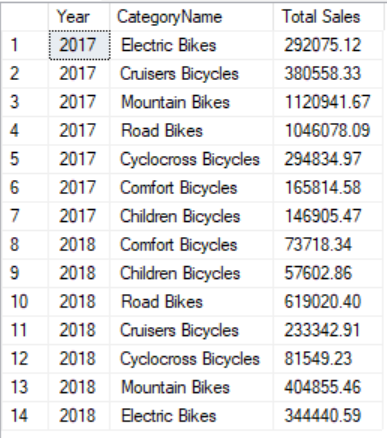 Year CategoryName Total Sales
1 2017 Electric Bikes 292075.12
2 2017 Cruisers Bicycles 380558.33
3 2017 Mountain Bikes 1120941.67
4 2017 Road Bikes 1046078.09
5 2017 Cyclocross Bicycles 294834.97
6 2017 Comfort Bicycles 165814.58
7 2017 Children Bicycles 146905.47
8 2018 Comfort Bicycles 73718.34
9 2018 Children Bicycles 57602.86
10 2018 Road Bikes 619020.40
11 2018 Cruisers Bicycles 233342.91
12 2018 Cyclocross Bicycles 81549.23
13 2018 Mountain Bikes 404855.46
14 2018 Electric Bikes 344440.59